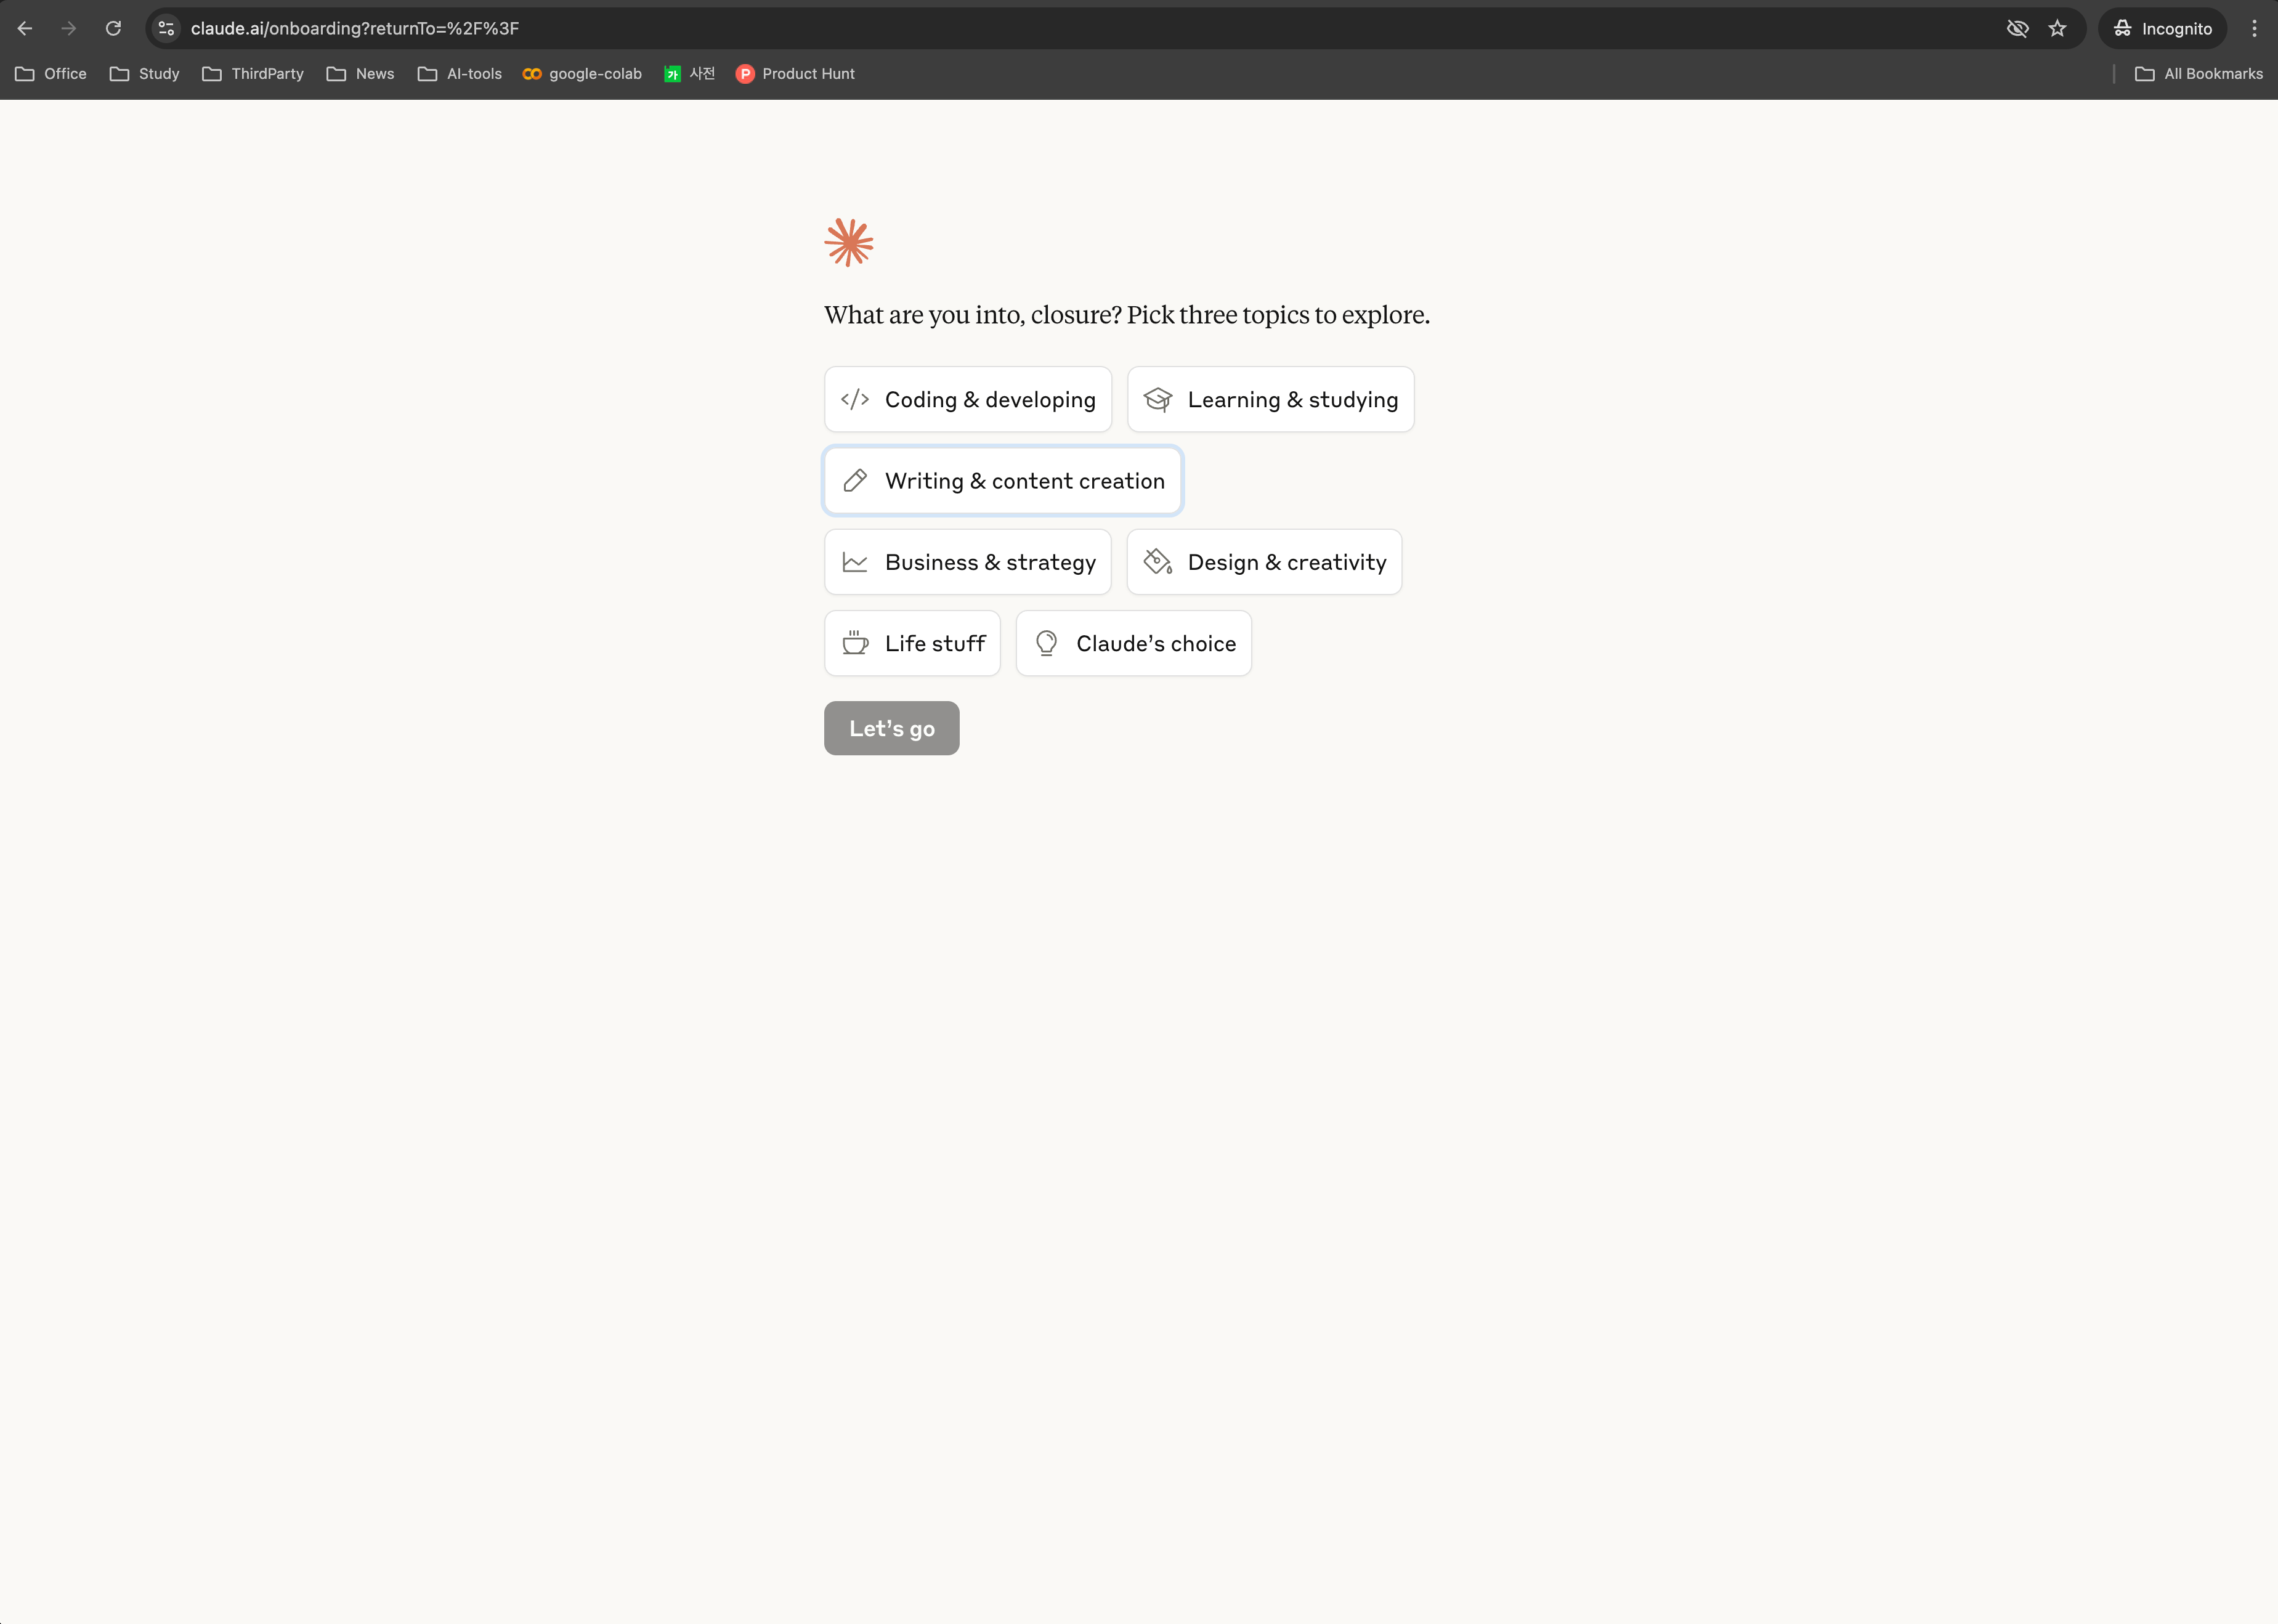 claude.ai/onboarding?returnTo=%2F%3F
Incognito
Office Study ThirdParty News AI-tools google-colab 가 사전 P Product Hunt All Bookmarks
What are you into, closure? Pick three topics to explore.
</> Coding & developing Learning & studying
Writing & content creation
Business & strategy Design & creativity
Life stuff Claude’s choice
Let’s go